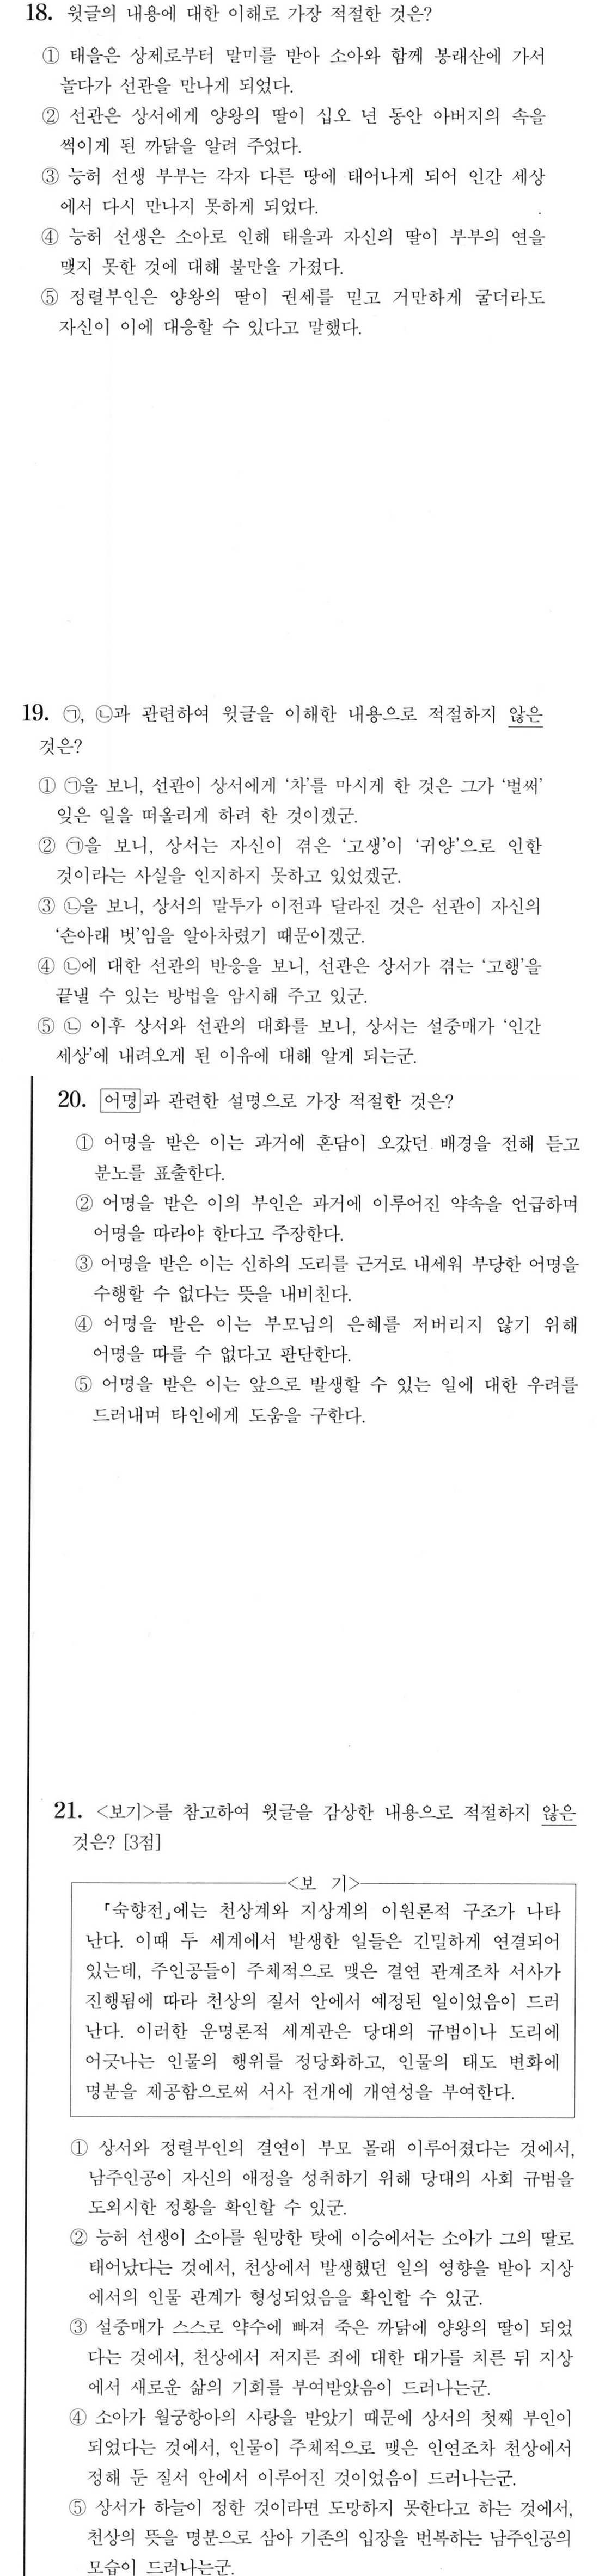 18. 윗글의 내용에 대한 이해로 가장 적절한 것은?
① 태을은 상제로부터 말미를 받아 소아와 함께 봉래산에 가서
놀다가 선관을 만나게 되었다.
② 선관은 상서에게 양왕의 딸이 십오 년 동안 아버지의 속을
썩이게 된 까닭을 알려 주었다.
③ 능허 선생 부부는 각자 다른 땅에 태어나게 되어 인간 세상
에서 다시 만나지 못하게 되었다.
④ 능허 선생은 소아로 인해 태을과 자신의 딸이 부부의 연을
맺지 못한 것에 대해 불만을 가졌다.
⑤ 정렬부인은 양왕의 딸이 권세를 믿고 거만하게 굴더라도
자신이 이에 대응할 수 있다고 말했다.
19. ㉠, ㉡과 관련하여 윗글을 이해한 내용으로 적절하지 않은
것은?
① ㉠을 보니, 선관이 상서에게 ‘차’를 마시게 한 것은 그가 ‘벌써’
잊은 일을 떠올리게 하려 한 것이겠군.
② ㉠을 보니, 상서는 자신이 겪은 ‘고생’이 ‘귀양’으로 인한
것이라는 사실을 인지하지 못하고 있었겠군.
③ ㉡을 보니, 상서의 말투가 이전과 달라진 것은 선관이 자신의
‘손아래 벗’임을 알아차렸기 때문이겠군.
④ ㉡에 대한 선관의 반응을 보니, 선관은 상서가 겪는 ‘고행’을
끝낼 수 있는 방법을 암시해 주고 있군.
⑤ ㉡ 이후 상서와 선관의 대화를 보니, 상서는 설중매가 ‘인간
세상’에 내려오게 된 이유에 대해 알게 되는군.
20. 어명과 관련한 설명으로 가장 적절한 것은?
① 어명을 받은 이는 과거에 혼담이 오갔던 배경을 전해 듣고
분노를 표출한다.
② 어명을 받은 이의 부인은 과거에 이루어진 약속을 언급하며
어명을 따라야 한다고 주장한다.
③ 어명을 받은 이는 신하의 도리를 근거로 내세워 부당한 어명을
수행할 수 없다는 뜻을 내비친다.
④ 어명을 받은 이는 부모님의 은혜를 저버리지 않기 위해
어명을 따를 수 없다고 판단한다.
⑤ 어명을 받은 이는 앞으로 발생할 수 있는 일에 대한 우려를
드러내며 타인에게 도움을 구한다.
21. <보기>를 참고하여 윗글을 감상한 내용으로 적절하지 않은
것은? [3점]
<보 기>
「숙향전」에는 천상계와 지상계의 이원론적 구조가 나타
난다. 이때 두 세계에서 발생한 일들은 긴밀하게 연결되어
있는데, 주인공들이 주체적으로 맺은 결연 관계조차 서사가
진행됨에 따라 천상의 질서 안에서 예정된 일이었음이 드러
난다. 이러한 운명론적 세계관은 당대의 규범이나 도리에
어긋나는 인물의 행위를 정당화하고, 인물의 태도 변화에
명분을 제공함으로써 서사 전개에 개연성을 부여한다.
① 상서와 정렬부인의 결연이 부모 몰래 이루어졌다는 것에서,
남주인공이 자신의 애정을 성취하기 위해 당대의 사회 규범을
도외시한 정황을 확인할 수 있군.
② 능허 선생이 소아를 원망한 탓에 이승에서는 소아가 그의 딸로
태어났다는 것에서, 천상에서 발생했던 일의 영향을 받아 지상
에서의 인물 관계가 형성되었음을 확인할 수 있군.
③ 설중매가 스스로 약수에 빠져 죽은 까닭에 양왕의 딸이 되었
다는 것에서, 천상에서 저지른 죄에 대한 대가를 치른 뒤 지상
에서 새로운 삶의 기회를 부여받았음이 드러나는군.
④ 소아가 월궁항아의 사랑을 받았기 때문에 상서의 첫째 부인이
되었다는 것에서, 인물이 주체적으로 맺은 인연조차 천상에서
정해 둔 질서 안에서 이루어진 것이었음이 드러나는군.
⑤ 상서가 하늘이 정한 것이라면 도망하지 못한다고 하는 것에서,
천상의 뜻을 명분으로 삼아 기존의 입장을 번복하는 남주인공의
모습이 드러나는군.